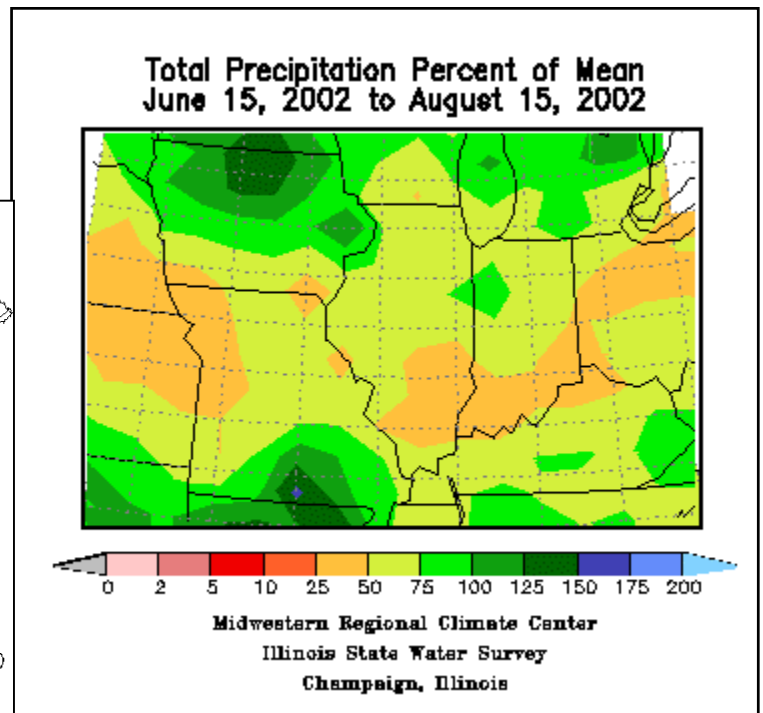 Total Precipitation Percent of Mean
June 15, 2002 to August 15, 2002
0 2 5 10 25 50 75 100 125 150 175 200
Midwestern Regional Climate Center
Illinois State Water Survey
Champaign, Illinois